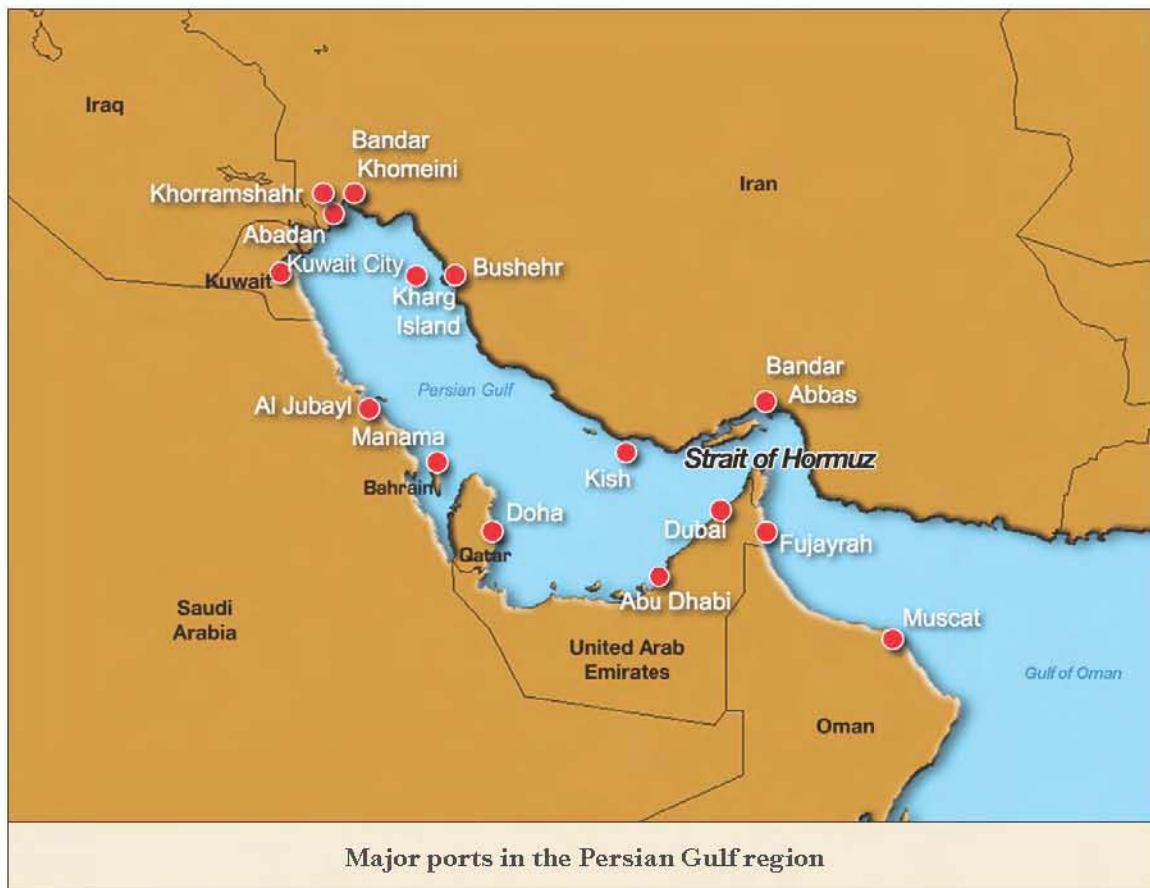 Iraq
Bandar
Khomeini
Khorramshahr
Iran
Abadan
Kuwait City
Kuwait
Bushehr
Kharg
Island
Bandar
Abbas
Persian Gulf
Al Jubayl
Manama
Strait of Hormuz
Kish
Bahrain
Doha
Dubai
Fujayrah
Qatar
Abu Dhabi
Saudi
Arabia
Muscat
United Arab
Emirates
Gulf of Oman
Oman
Major ports in the Persian Gulf region